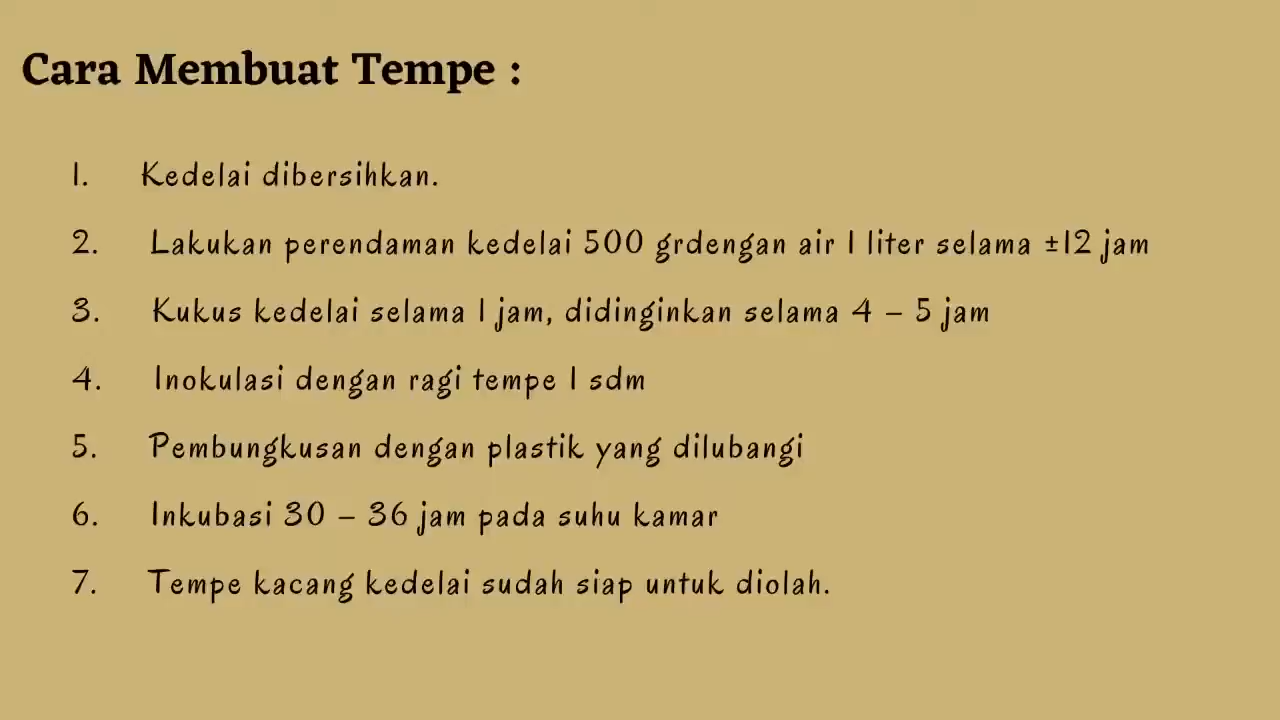 Cara Membuat Tempe :
1. Kedelai dibersihkan.
2. Lakukan perendaman kedelai 500 grdengan air 1 liter selama ±12 jam
3. Kukus kedelai selama 1 jam, didinginkan selama 4 – 5 jam
4. Inokulasi dengan ragi tempe 1 sdm
5. Pembungkusan dengan plastik yang dilubangi
6. Inkubasi 30 – 36 jam pada suhu kamar
7. Tempe kacang kedelai sudah siap untuk diolah.